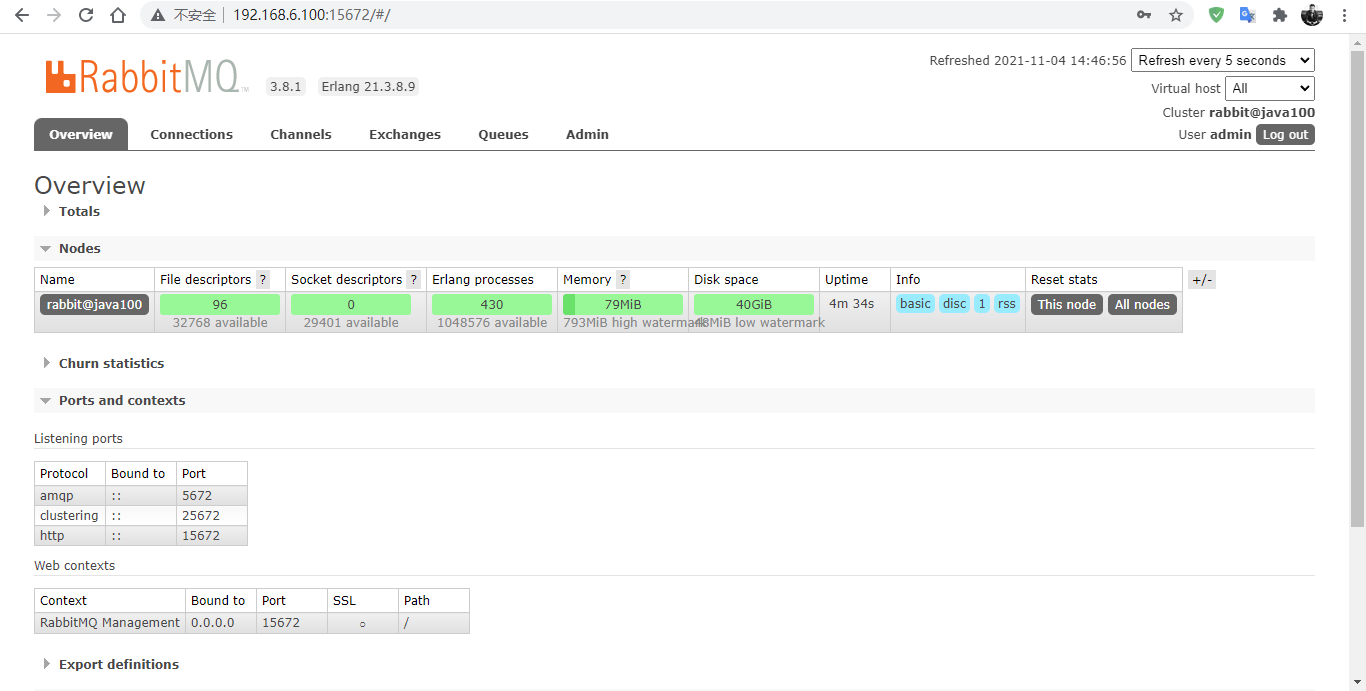 不安全 192.168.6.100:15672/#/
RabbitMQ TM 3.8.1 Erlang 21.3.8.9
Refreshed 2021-11-04 14:46:56 Refresh every 5 seconds
Virtual host All
Cluster rabbit@java100
User admin Log out
Overview Connections Channels Exchanges Queues Admin
Overview
Totals
Nodes
Name File descriptors ? Socket descriptors ? Erlang processes Memory ? Disk space Uptime Info Reset stats +/-
rabbit@java100 96 0 430 79MiB 40GiB 4m 34s basic disc 1 rss This node All nodes
32768 available 29401 available 1048576 available 793MiB high watermark 48MiB low watermark
Churn statistics
Ports and contexts
Listening ports
Protocol Bound to Port
amqp :: 5672
clustering :: 25672
http :: 15672
Web contexts
Context Bound to Port SSL Path
RabbitMQ Management 0.0.0.0 15672 ○ /
Export definitions